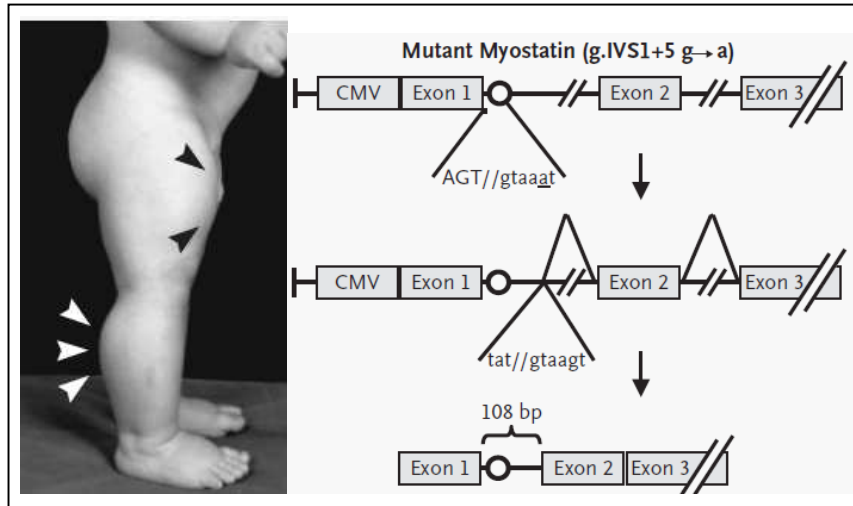 Mutant Myostatin (g.IVS1+5 g→a)
CMV Exon 1 Exon 2 Exon 3
AGT//gtaaat
CMV Exon 1 Exon 2 Exon 3
tat//gtaagt
108 bp
Exon 1 Exon 2 Exon 3